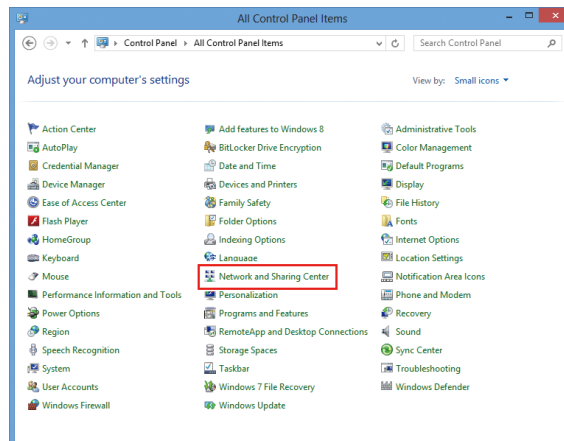 All Control Panel Items
Control Panel All Control Panel Items Search Control Panel
Adjust your computer's settings View by: Small icons
Action Center Add features to Windows 8 Administrative Tools
AutoPlay BitLocker Drive Encryption Color Management
Credential Manager Date and Time Default Programs
Device Manager Devices and Printers Display
Ease of Access Center Family Safety File History
Flash Player Folder Options Fonts
HomeGroup Indexing Options Internet Options
Keyboard Language Location Settings
Mouse Network and Sharing Center Notification Area Icons
Performance Information and Tools Personalization Phone and Modem
Power Options Programs and Features Recovery
Region RemoteApp and Desktop Connections Sound
Speech Recognition Storage Spaces Sync Center
System Taskbar Troubleshooting
User Accounts Windows 7 File Recovery Windows Defender
Windows Firewall Windows Update